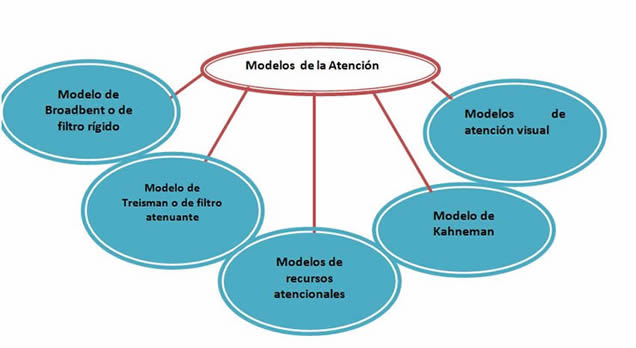 Modelos de la Atención
Modelo de
Broadbent o de
filtro rígido
Modelo de
Treisman o de filtro
atenuante
Modelos de
recursos
atencionales
Modelo de
Kahneman
Modelos de
atención visual